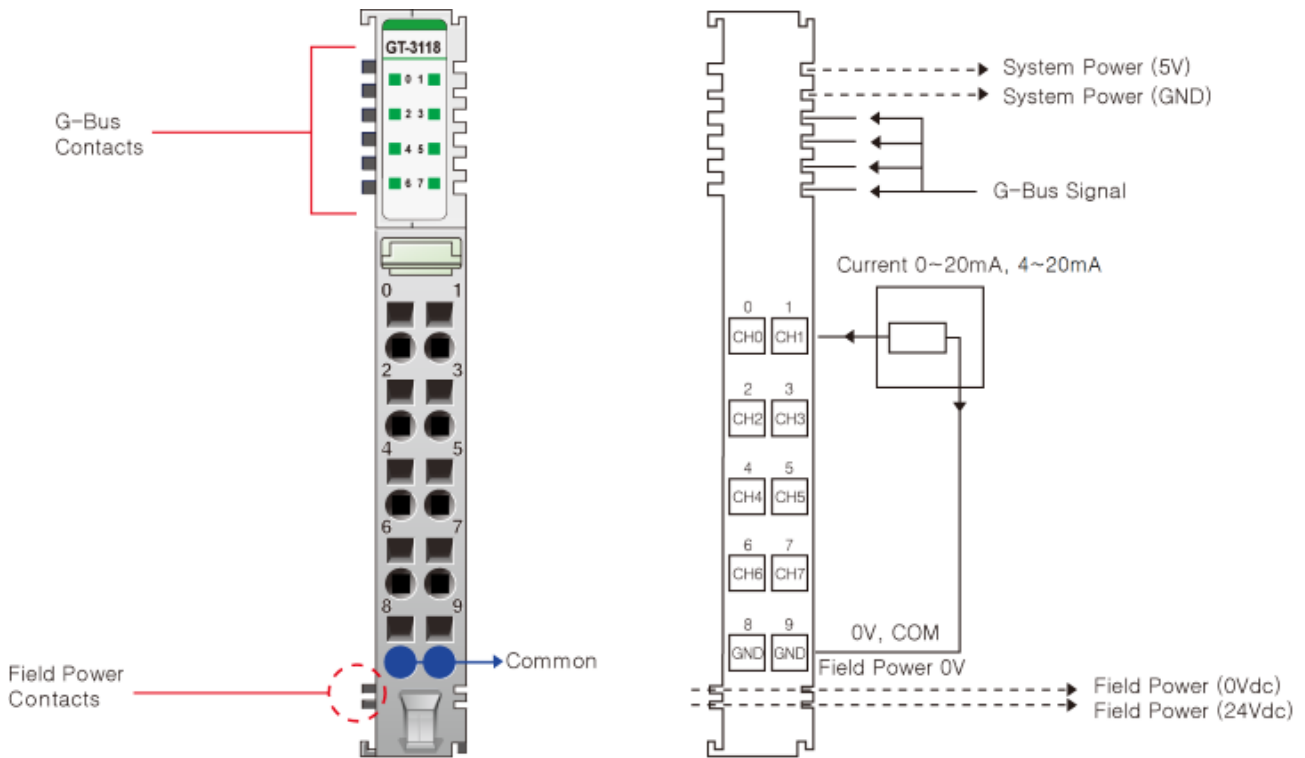 GT-3118
0 1
2 3
4 5
6 7
G-Bus
Contacts
0 1
2 3
4 5
6 7
8 9
Common
Field Power
Contacts
System Power (5V)
System Power (GND)
G-Bus Signal
Current 0~20mA, 4~20mA
0 1
CH0 CH1
2 3
CH2 CH3
4 5
CH4 CH5
6 7
CH6 CH7
8 9
GND GND
0V, COM
Field Power 0V
Field Power (0Vdc)
Field Power (24Vdc)